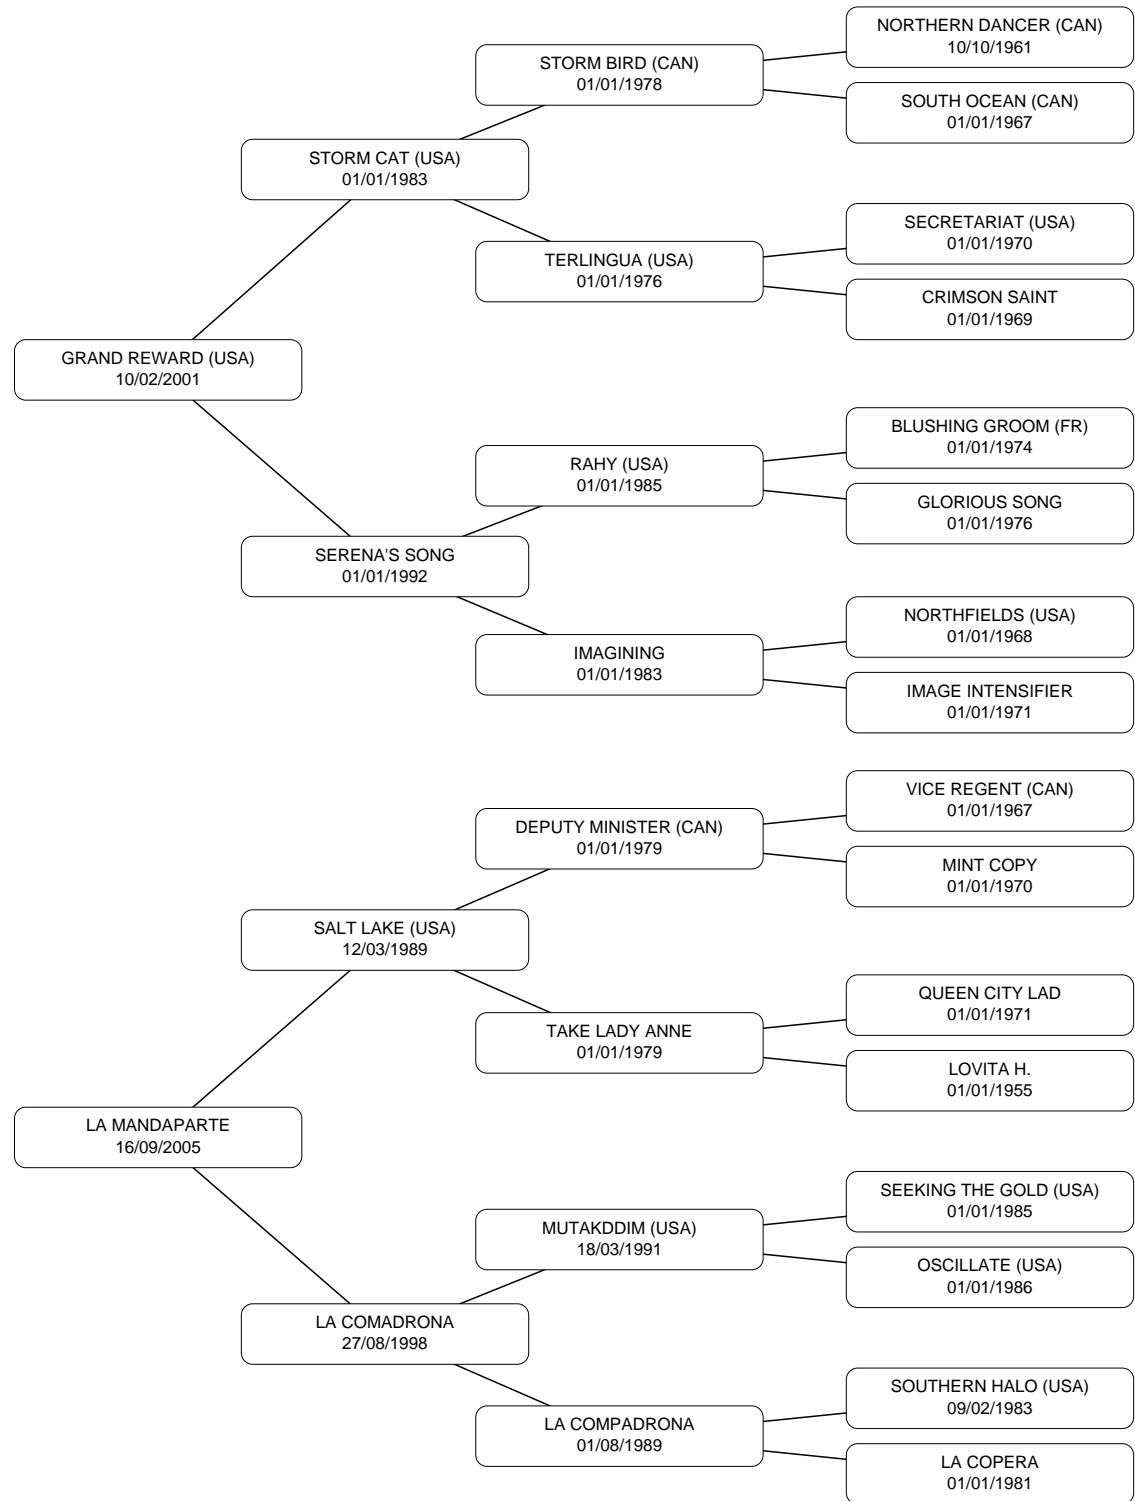 NORTHERN DANCER (CAN)
10/10/1961
STORM BIRD (CAN)
01/01/1978
SOUTH OCEAN (CAN)
01/01/1967
STORM CAT (USA)
01/01/1983
SECRETARIAT (USA)
01/01/1970
TERLINGUA (USA)
01/01/1976
CRIMSON SAINT
01/01/1969
GRAND REWARD (USA)
10/02/2001
BLUSHING GROOM (FR)
01/01/1974
RAHY (USA)
01/01/1985
GLORIOUS SONG
01/01/1976
SERENA'S SONG
01/01/1992
NORTHFIELDS (USA)
01/01/1968
IMAGINING
01/01/1983
IMAGE INTENSIFIER
01/01/1971
VICE REGENT (CAN)
01/01/1967
DEPUTY MINISTER (CAN)
01/01/1979
MINT COPY
01/01/1970
SALT LAKE (USA)
12/03/1989
QUEEN CITY LAD
01/01/1971
TAKE LADY ANNE
01/01/1979
LOVITA H.
01/01/1955
LA MANDAPARTE
16/09/2005
SEEKING THE GOLD (USA)
01/01/1985
MUTAKDDIM (USA)
18/03/1991
OSCILLATE (USA)
01/01/1986
LA COMADRONA
27/08/1998
SOUTHERN HALO (USA)
09/02/1983
LA COMPADRONA
01/08/1989
LA COPERA
01/01/1981